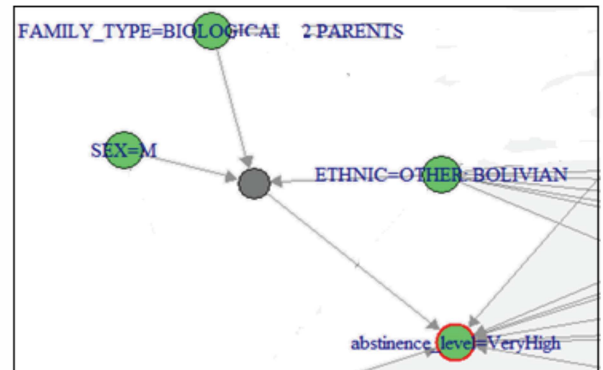 FAMILY_TYPE=BIOLOGICAL 2 PARENTS
SEX=M
ETHNIC=OTHER: BOLIVIAN
abstinence_level=VeryHigh